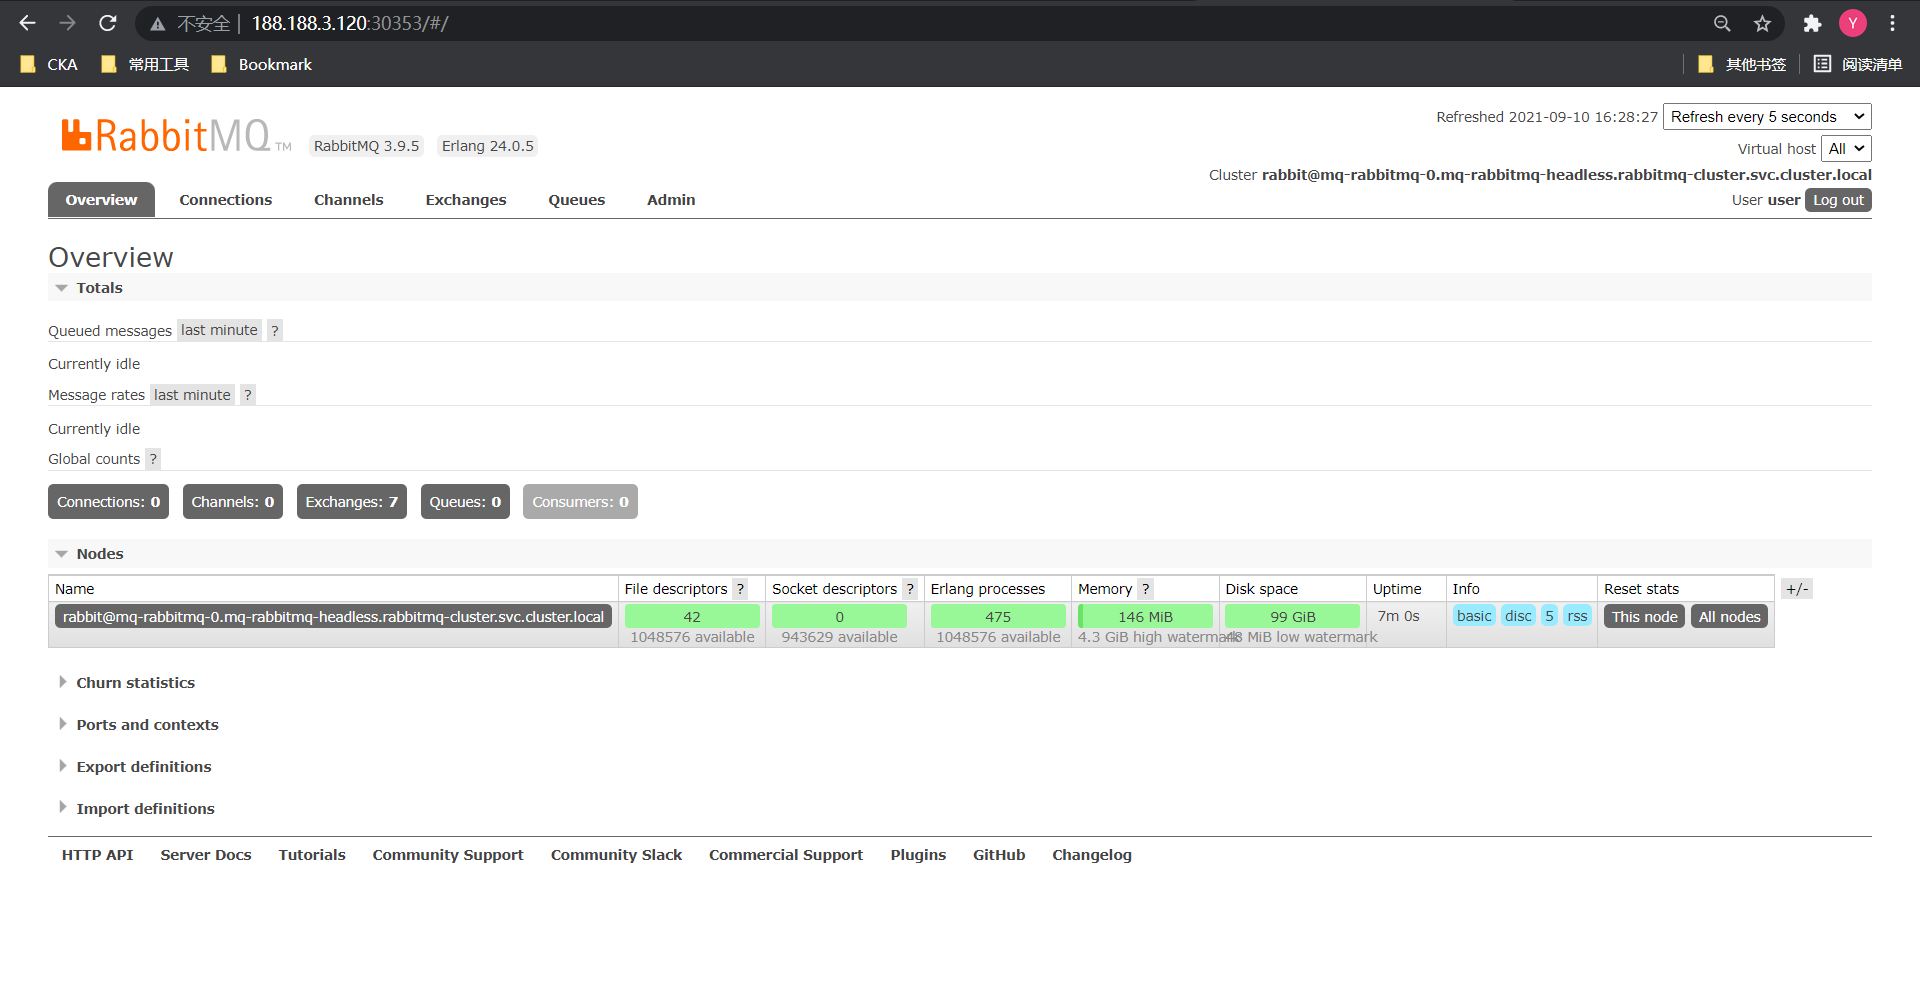 不安全 188.188.3.120:30353/#/ Y
CKA 常用工具 Bookmark 其他书签 阅读清单
RabbitMQ TM RabbitMQ 3.9.5 Erlang 24.0.5
Refreshed 2021-09-10 16:28:27 Refresh every 5 seconds
Virtual host All
Cluster rabbit@mq-rabbitmq-0.mq-rabbitmq-headless.rabbitmq-cluster.svc.cluster.local
User user Log out
Overview Connections Channels Exchanges Queues Admin
Overview
Totals
Queued messages last minute ?
Currently idle
Message rates last minute ?
Currently idle
Global counts ?
Connections: 0 Channels: 0 Exchanges: 7 Queues: 0 Consumers: 0
Nodes
Name File descriptors ? Socket descriptors ? Erlang processes Memory ? Disk space Uptime Info Reset stats +/-
rabbit@mq-rabbitmq-0.mq-rabbitmq-headless.rabbitmq-cluster.svc.cluster.local 42 0 475 146 MiB 99 GiB 7m 0s basic disc 5 rss This node All nodes
1048576 available 943629 available 1048576 available 4.3 GiB high watermark 48 MiB low watermark
Churn statistics
Ports and contexts
Export definitions
Import definitions
HTTP API Server Docs Tutorials Community Support Community Slack Commercial Support Plugins GitHub Changelog